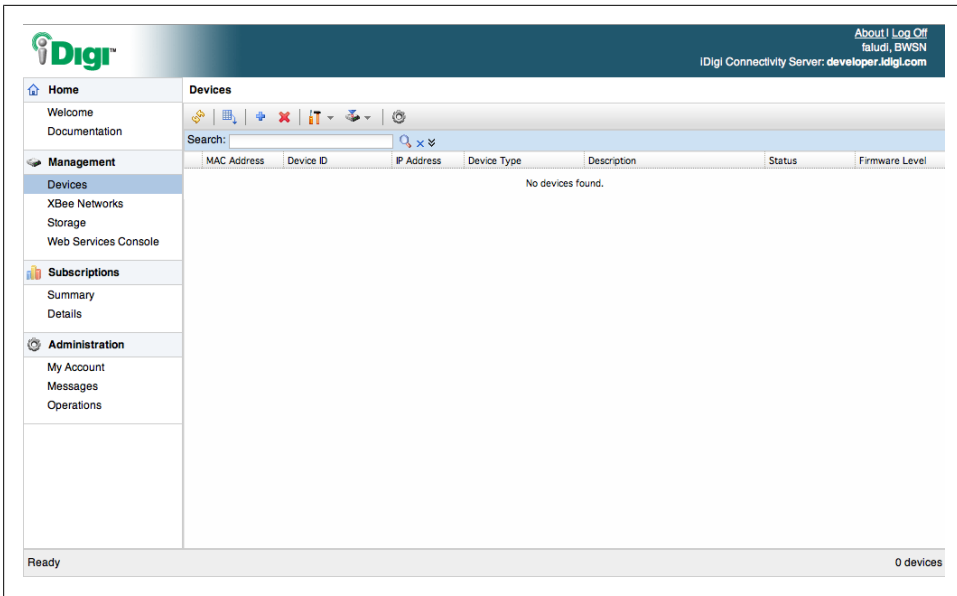 About | Log Off
iDigi™
faludi, BWSN
iDigi Connectivity Server: developer.idigi.com
Home
Welcome
Documentation
Management
Devices
XBee Networks
Storage
Web Services Console
Subscriptions
Summary
Details
Administration
My Account
Messages
Operations
Devices
Search:
MAC Address Device ID IP Address Device Type Description Status Firmware Level
No devices found.
Ready 0 devices